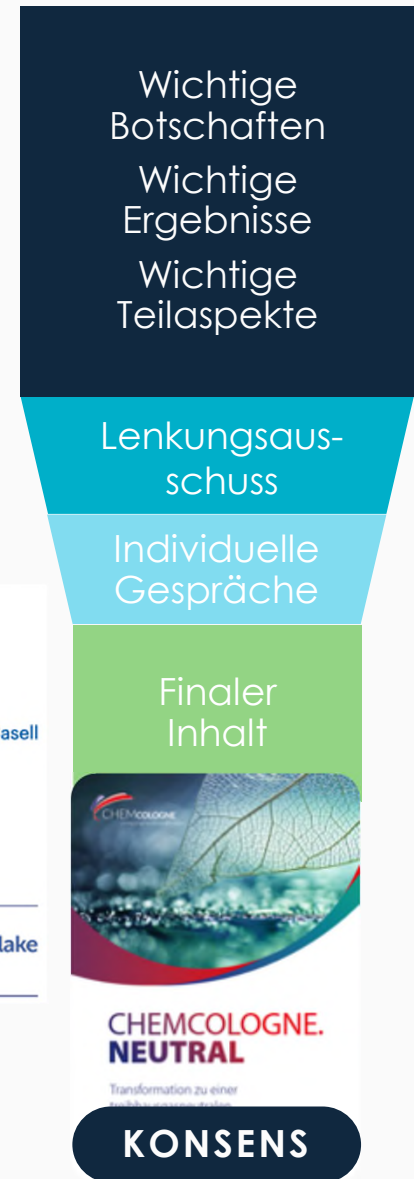 Wichtige
Botschaften
Wichtige
Ergebnisse
Wichtige
Teilaspekte
Lenkungsaus-
schuss
Individuelle
Gespräche
Finaler
Inhalt
asell
lake
CHEMCOLOGNE
CHEMCOLOGNE.
NEUTRAL
Transformation zu einer
treibhausgasneutralen
KONSENS